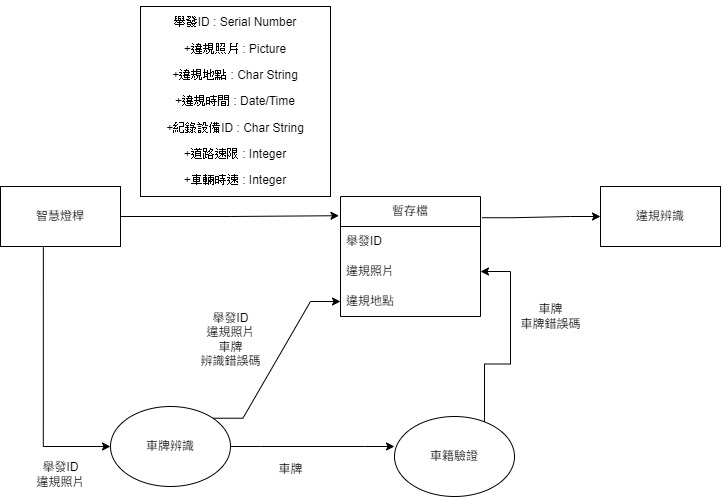 舉發ID : Serial Number
+違規照片 : Picture
+違規地點 : Char String
+違規時間 : Date/Time
+紀錄設備ID : Char String
+道路速限 : Integer
+車輛時速 : Integer
智慧燈桿
暫存檔
違規辨識
舉發ID
違規照片
違規地點
舉發ID
違規照片
車牌
辨識錯誤碼
車牌
車牌錯誤碼
車牌辨識
車籍驗證
車牌
舉發ID
違規照片